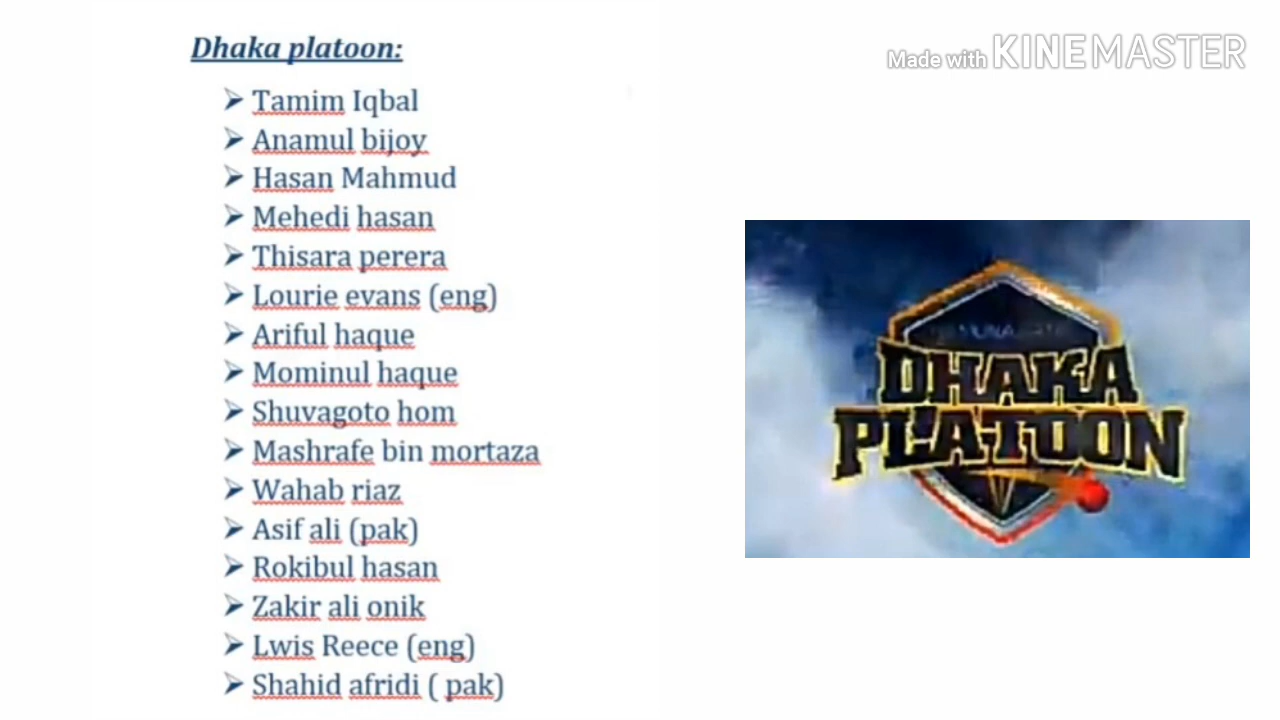 Dhaka platoon:
Made with KINEMASTER
Tamim Iqbal
Anamul bijoy
Hasan Mahmud
Mehedi hasan
Thisara perera
Lourie evans (eng)
Ariful haque
Mominul haque
Shuvagoto hom
Mashrafe bin mortaza
Wahab riaz
Asif ali (pak)
Rokibul hasan
Zakir ali onik
Lwis Reece (eng)
Shahid afridi ( pak)
DHAKA
PLATOON